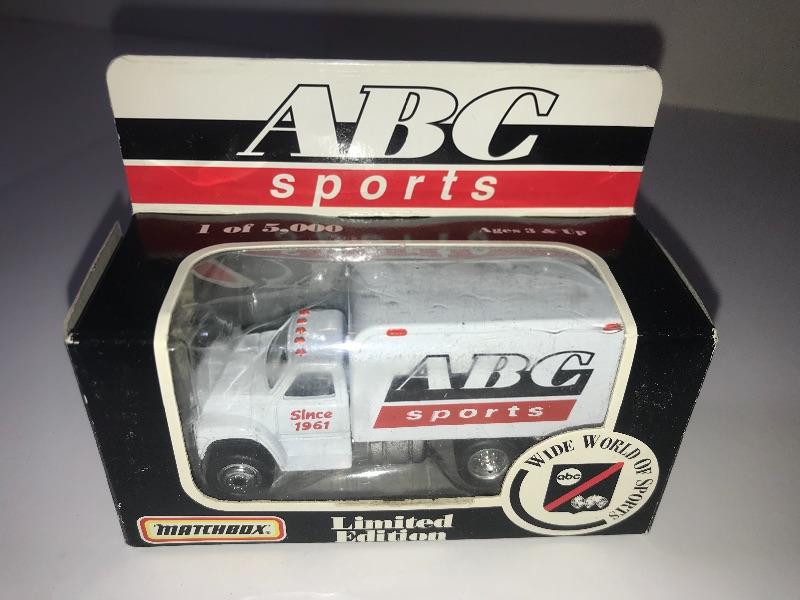 ABC
sports
1 of 5,000
Ages 3 & Up
ABC
sports
Since
1961
WIDE WORLD OF SPORTS
abc
MATCHBOX
Limited
Edition